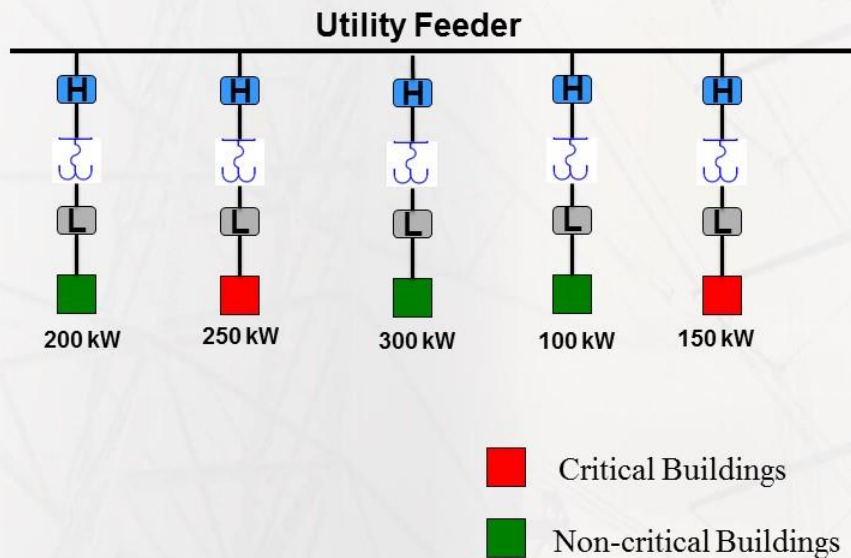 Utility Feeder
H H H H H
L L L L L
200 kW 250 kW 300 kW 100 kW 150 kW
Critical Buildings
Non-critical Buildings